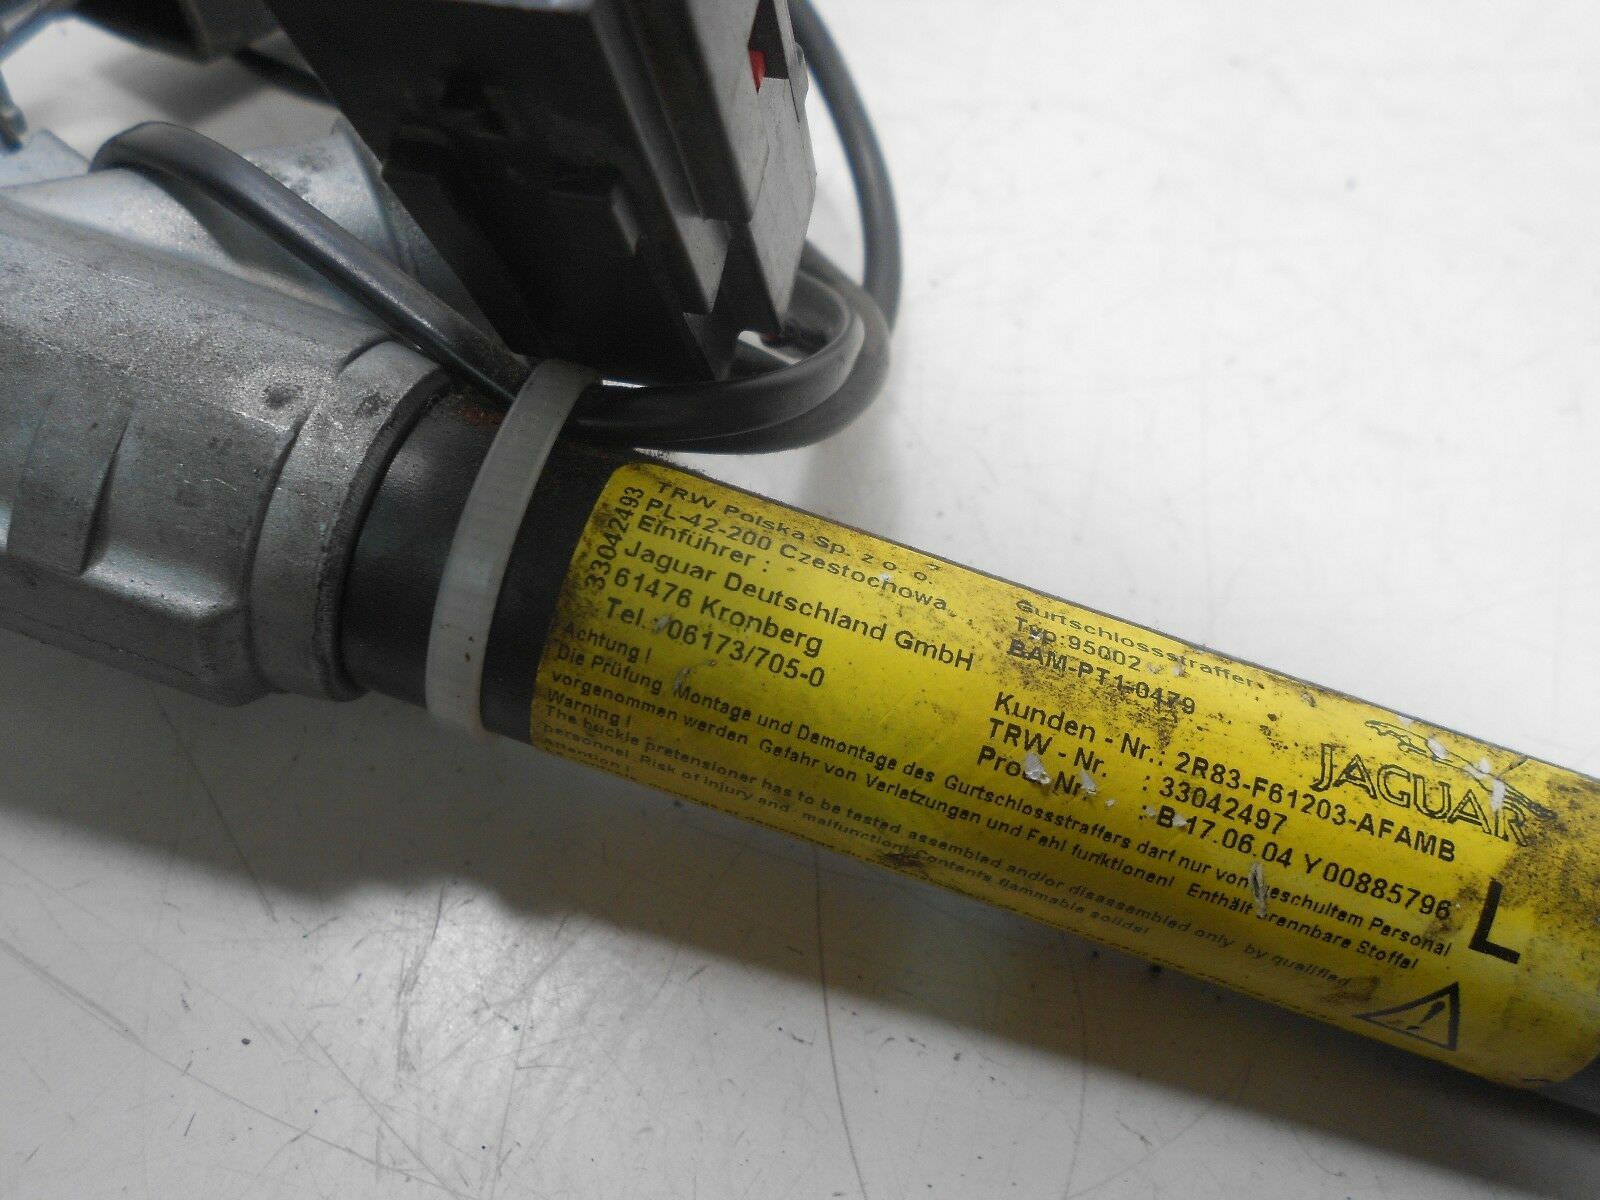 33042493
TRW Polska Sp. z o. o.
PL-42-200 Czestochowa
Einführer :
Jaguar Deutschland GmbH
61476 Kronberg
Tel.: 06173/705-0
Gurtschlossstraffer
Typ:95002
BAM-PT1-0479
Kunden - Nr.: 2R83-F61203-AFAMB
TRW - Nr. : 33042497
Prod. Nr. : B 17.06.04 Y00885796
JAGUAR
L
Achtung !
Die Prüfung Montage und Demontage des Gurtschlossstraffers darf nur von geschultem Personal
vorgenommen werden. Gefahr von Verletzungen und Fehl funktionen! Enthält brennbare Stoffe!
Warning !
The buckle pretensioner has to be tested assembled and/or disassembled only by qualified
personnel. Risk of injury and malfunction! Contents flammable solids!